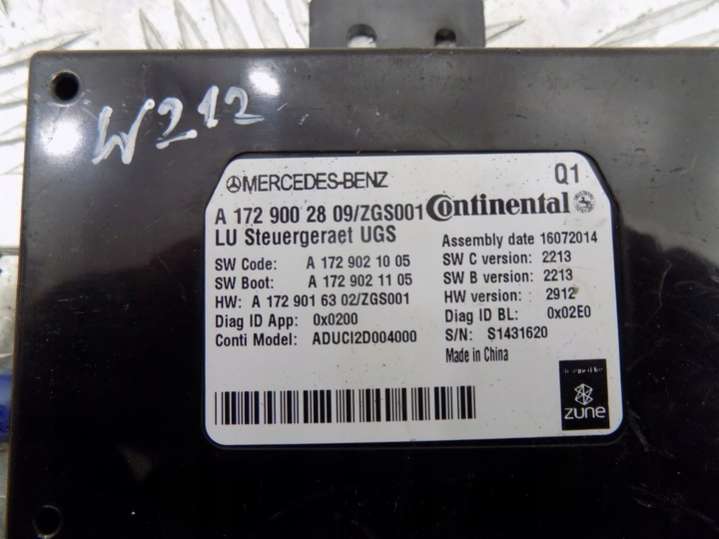 W212
MERCEDES-BENZ
Q1
A 172 900 28 09/ZGS001
Continental
LU Steuergeraet UGS
Assembly date 16072014
SW Code: A 172 902 10 05
SW C version: 2213
SW Boot: A 172 902 11 05
SW B version: 2213
HW: A 172 901 63 02/ZGS001
HW version: 2912
Diag ID App: 0x0200
Diag ID BL: 0x02E0
Conti Model: ADUCI2D004000
S/N: S1431620
Made in China
zune